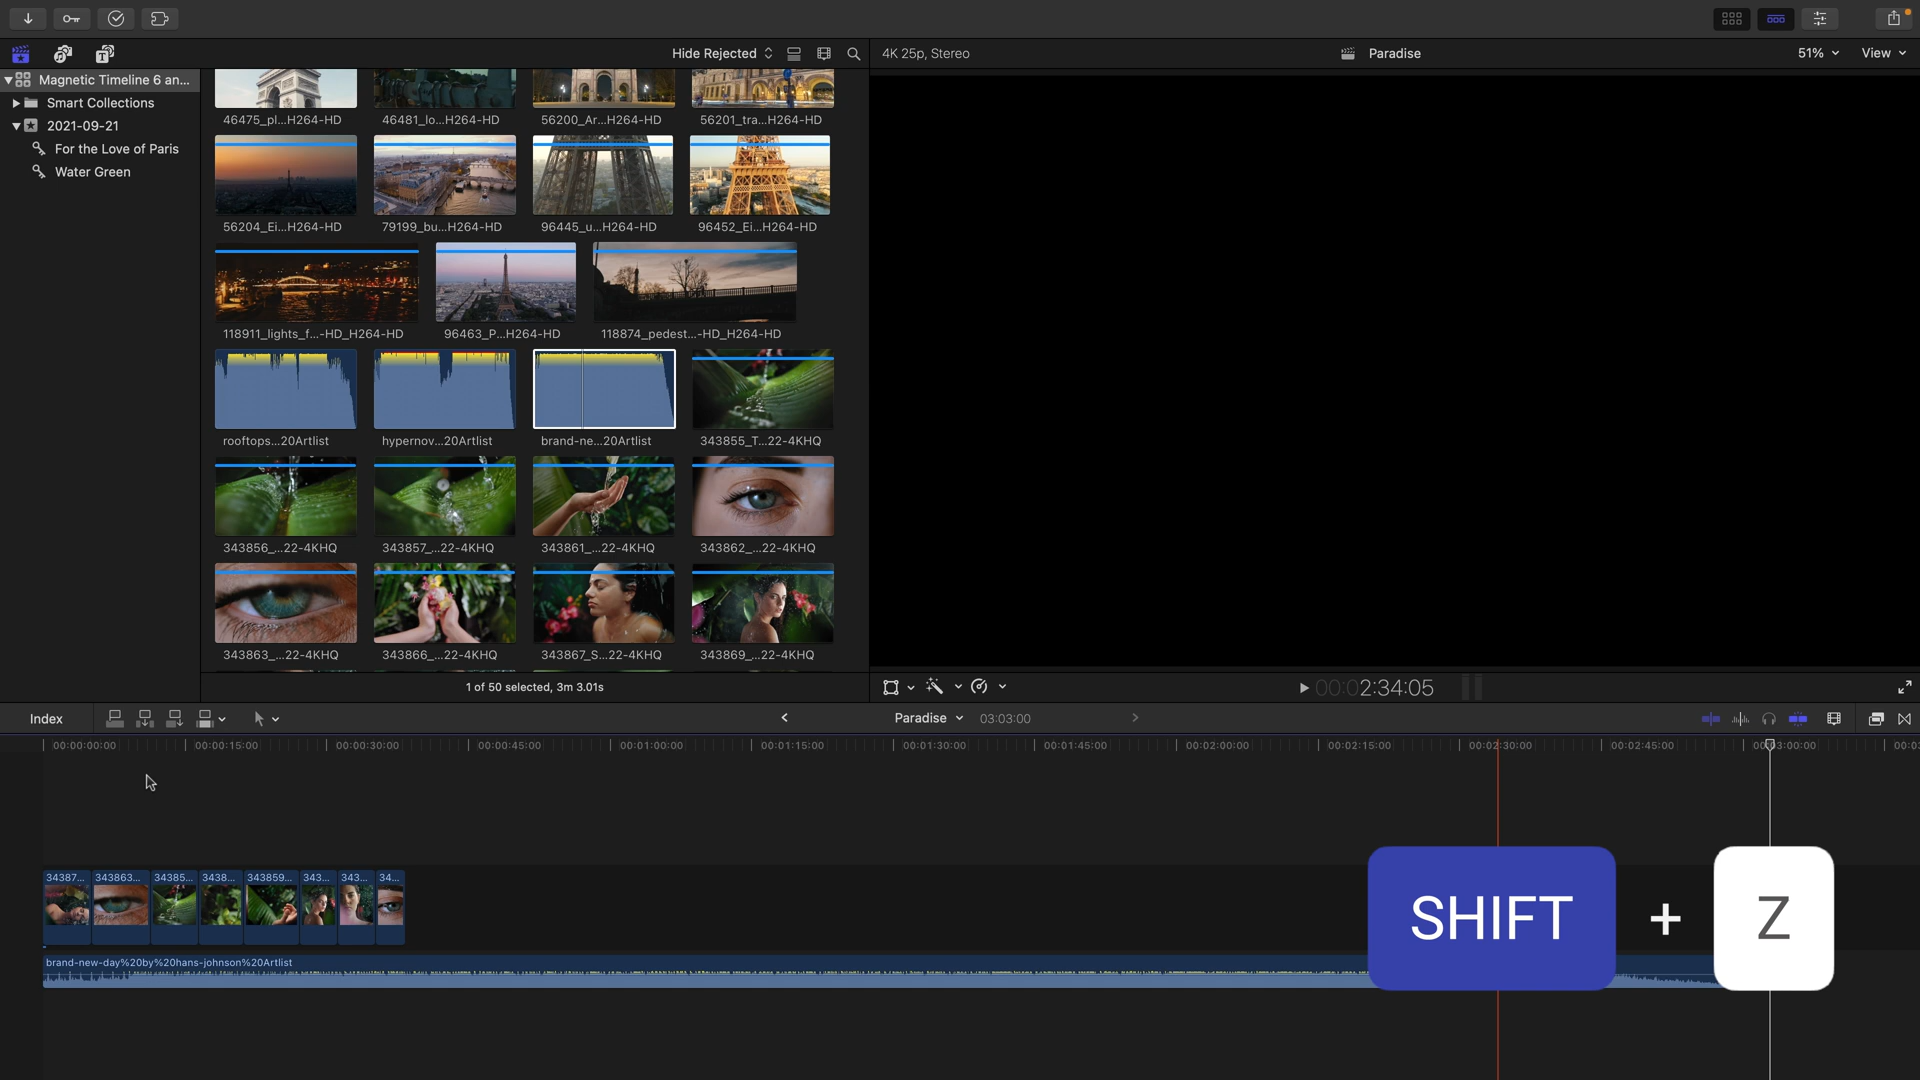 Hide Rejected
4K 25p, Stereo
Paradise
51%
View
Magnetic Timeline 6 an...
Smart Collections
2021-09-21
For the Love of Paris
Water Green
46475_pl...H264-HD
46481_lo...H264-HD
56200_Ar...H264-HD
56201_tra...H264-HD
56204_Ei...H264-HD
79199_bu...H264-HD
96445_u...H264-HD
96452_Ei...H264-HD
118911_lights_f...-HD_H264-HD
96463_P...H264-HD
118874_pedest...-HD_H264-HD
rooftops...20Artlist
hypernov...20Artlist
brand-ne...20Artlist
343855_T...22-4KHQ
343856_...22-4KHQ
343857_...22-4KHQ
343861_...22-4KHQ
343862_...22-4KHQ
343863_...22-4KHQ
343866_...22-4KHQ
343867_S...22-4KHQ
343869_...22-4KHQ
1 of 50 selected, 3m 3.01s
00:02:34:05
Index
Paradise
03:03:00
00:00:00:00
00:00:15:00
00:00:30:00
00:00:45:00
00:01:00:00
00:01:15:00
00:01:30:00
00:01:45:00
00:02:00:00
00:02:15:00
00:02:30:00
00:02:45:00
00:03:00:00
00:0
34387...
343863...
34385...
3438...
343859...
343...
343...
34...
brand-new-day%20by%20hans-johnson%20Artlist
SHIFT + Z